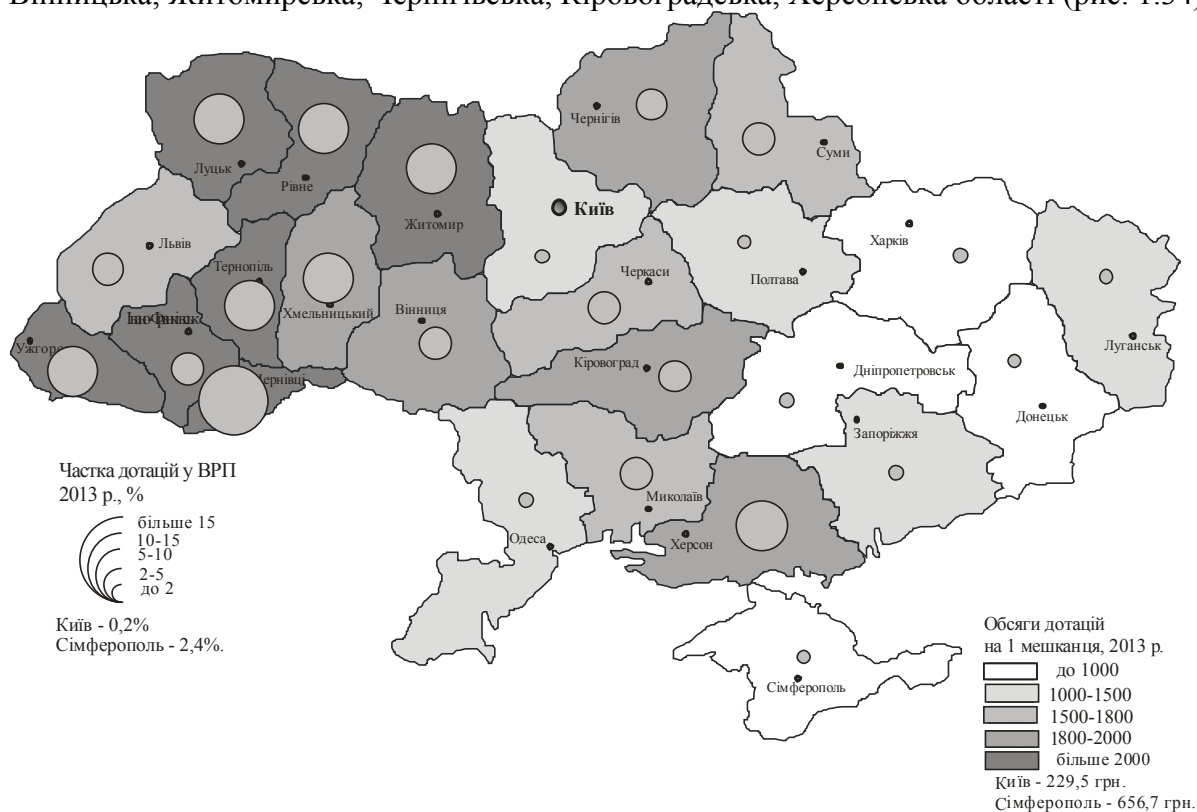 Вінницька, Житомирська, Чернігівська, Кіровоградська, Херсонська області (рис. 1.54)
Чернігів
Суми
Луцьк
Рівне
Житомир
Київ
Львів
Харків
Тернопіль
Черкаси
Полтава
Хмельницький
Вінниця
Луганськ
Кіровоград
Дніпропетровськ
Чернівці
Донецьк
Запоріжжя
Миколаїв
Херсон
Одеса
Сімферополь
Частка дотацій у ВРП
2013 р., %
більше 15
10-15
5-10
2-5
до 2
Київ - 0,2%
Сімферополь - 2,4%.
Обсяги дотацій
на 1 мешканця, 2013 р.
до 1000
1000-1500
1500-1800
1800-2000
більше 2000
Київ - 229,5 грн.
Сімферополь - 656,7 грн.